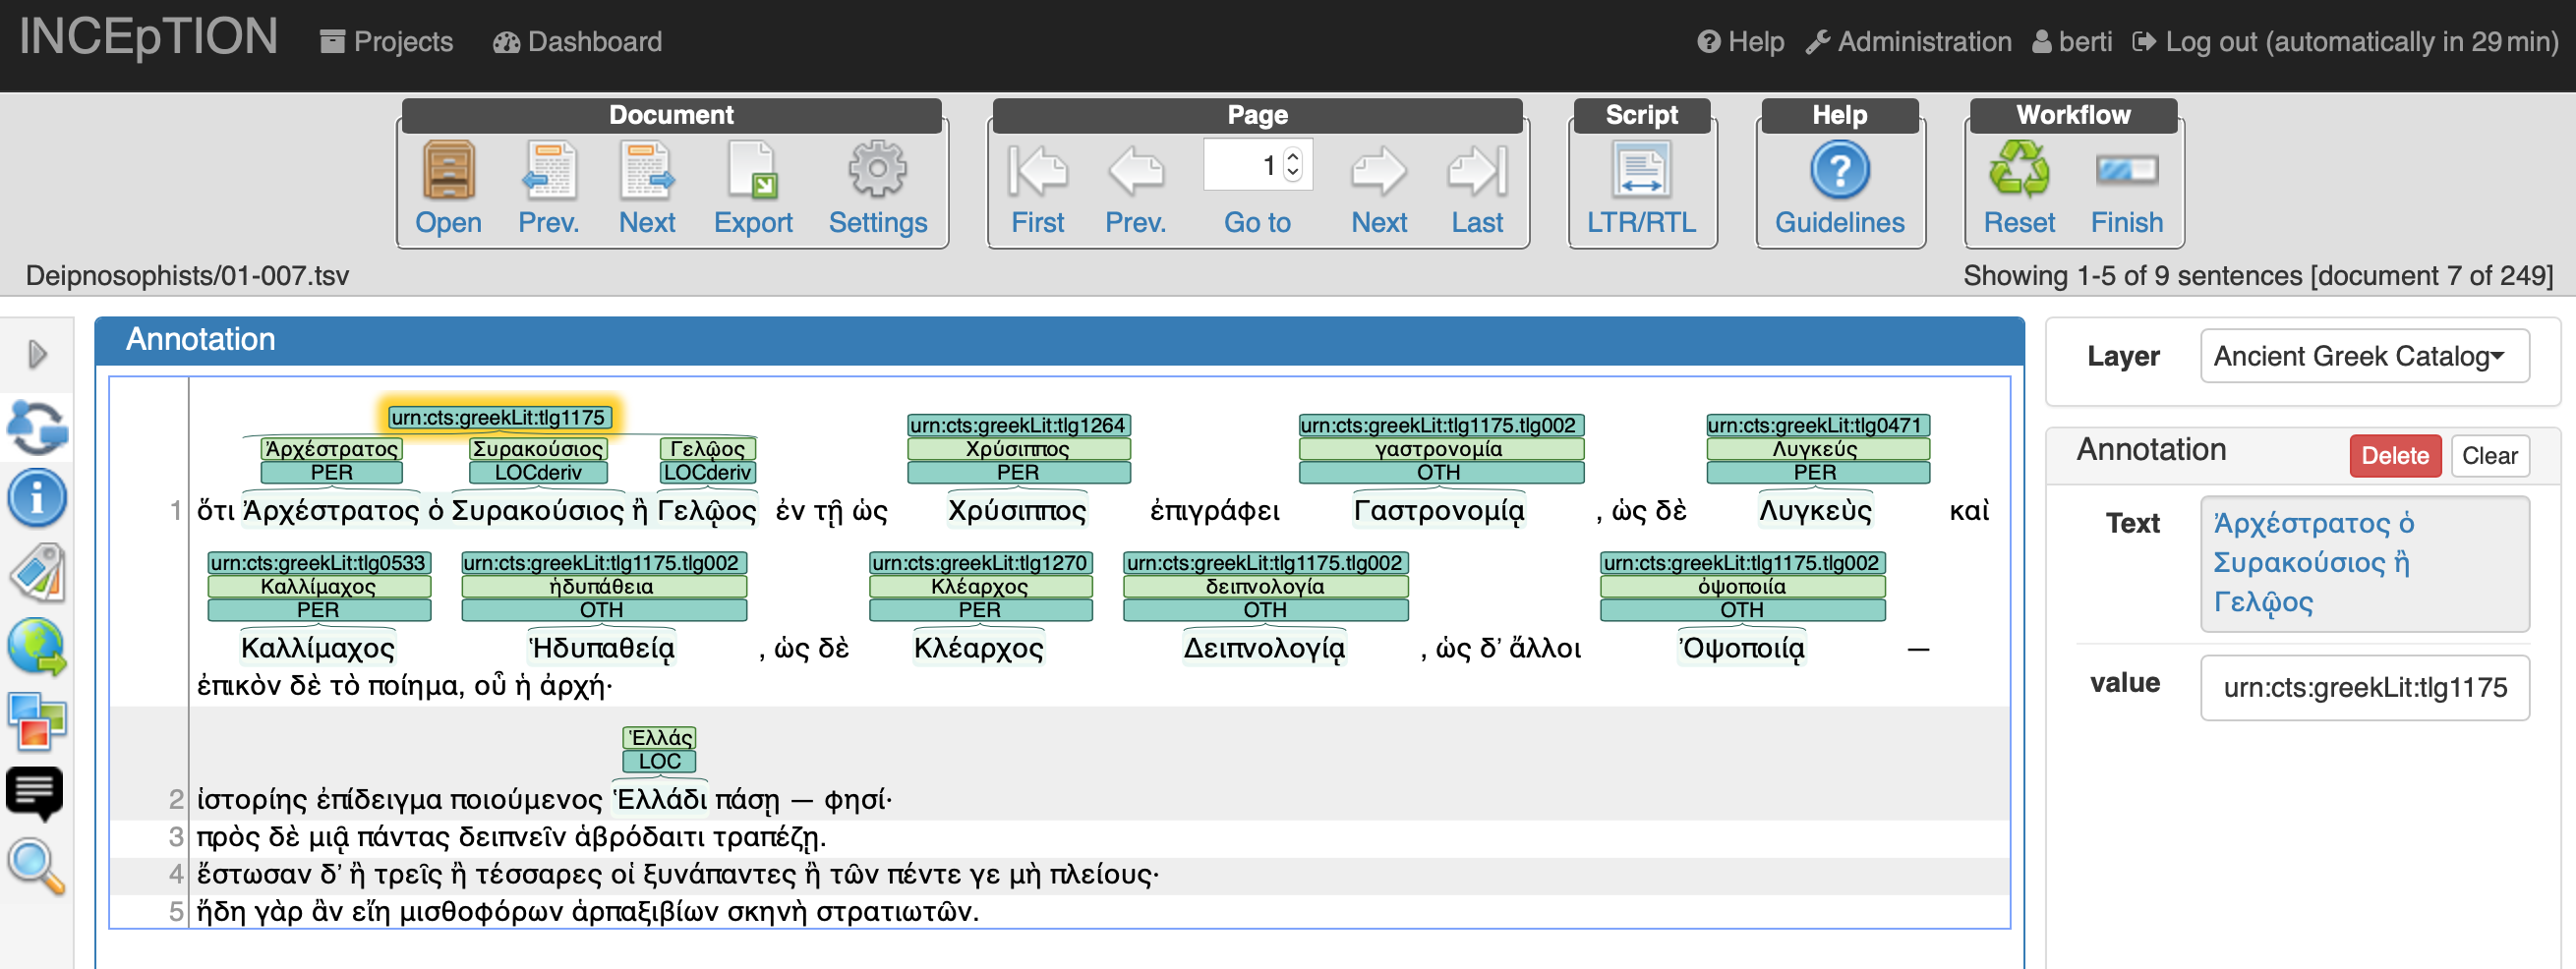 INCEpTION Projects Dashboard Help Administration berti Log out (automatically in 29 min)
Document Page Script Help Workflow
1
Open Prev. Next Export Settings First Prev. Go to Next Last LTR/RTL Guidelines Reset Finish
Deipnosophists/01-007.tsv Showing 1-5 of 9 sentences [document 7 of 249]
Annotation
urn:cts:greekLit:tlg1175 urn:cts:greekLit:tlg1264 urn:cts:greekLit:tlg1175.tlg002 urn:cts:greekLit:tlg0471
Ἀρχέστρατος Συρακούσιος Γελῷος Χρύσιππος γαστρονομία Λυγκεύς
PER LOCderiv LOCderiv PER OTH PER
1 ὅτι Ἀρχέστρατος ὁ Συρακούσιος ἢ Γελῷος ἐν τῇ ὡς Χρύσιππος ἐπιγράφει Γαστρονομίᾳ , ὡς δὲ Λυγκεὺς καὶ
urn:cts:greekLit:tlg0533 urn:cts:greekLit:tlg1175.tlg002 urn:cts:greekLit:tlg1270 urn:cts:greekLit:tlg1175.tlg002 urn:cts:greekLit:tlg1175.tlg002
Καλλίμαχος ἡδυπάθεια Κλέαρχος δειπνολογία ὀψοποιία
PER OTH PER OTH OTH
Καλλίμαχος Ἡδυπαθείᾳ , ὡς δὲ Κλέαρχος Δειπνολογίᾳ , ὡς δ’ ἄλλοι Ὀψοποιίᾳ —
ἐπικὸν δὲ τὸ ποίημα, οὗ ἡ ἀρχή·
Ἑλλάς
LOC
2 ἱστορίης ἐπίδειγμα ποιούμενος Ἑλλάδι πάσῃ — φησί·
3 πρὸς δὲ μιᾷ πάντας δειπνεῖν ἁβρόδαιτι τραπέζῃ.
4 ἔστωσαν δ’ ἢ τρεῖς ἢ τέσσαρες οἱ ξυνάπαντες ἢ τῶν πέντε γε μὴ πλείους·
5 ἤδη γὰρ ἂν εἴη μισθοφόρων ἁρπαξιβίων σκηνὴ στρατιωτῶν.
Layer Ancient Greek Catalog
Annotation Delete Clear
Text Ἀρχέστρατος ὁ
Συρακούσιος ἢ
Γελῷος
value urn:cts:greekLit:tlg1175